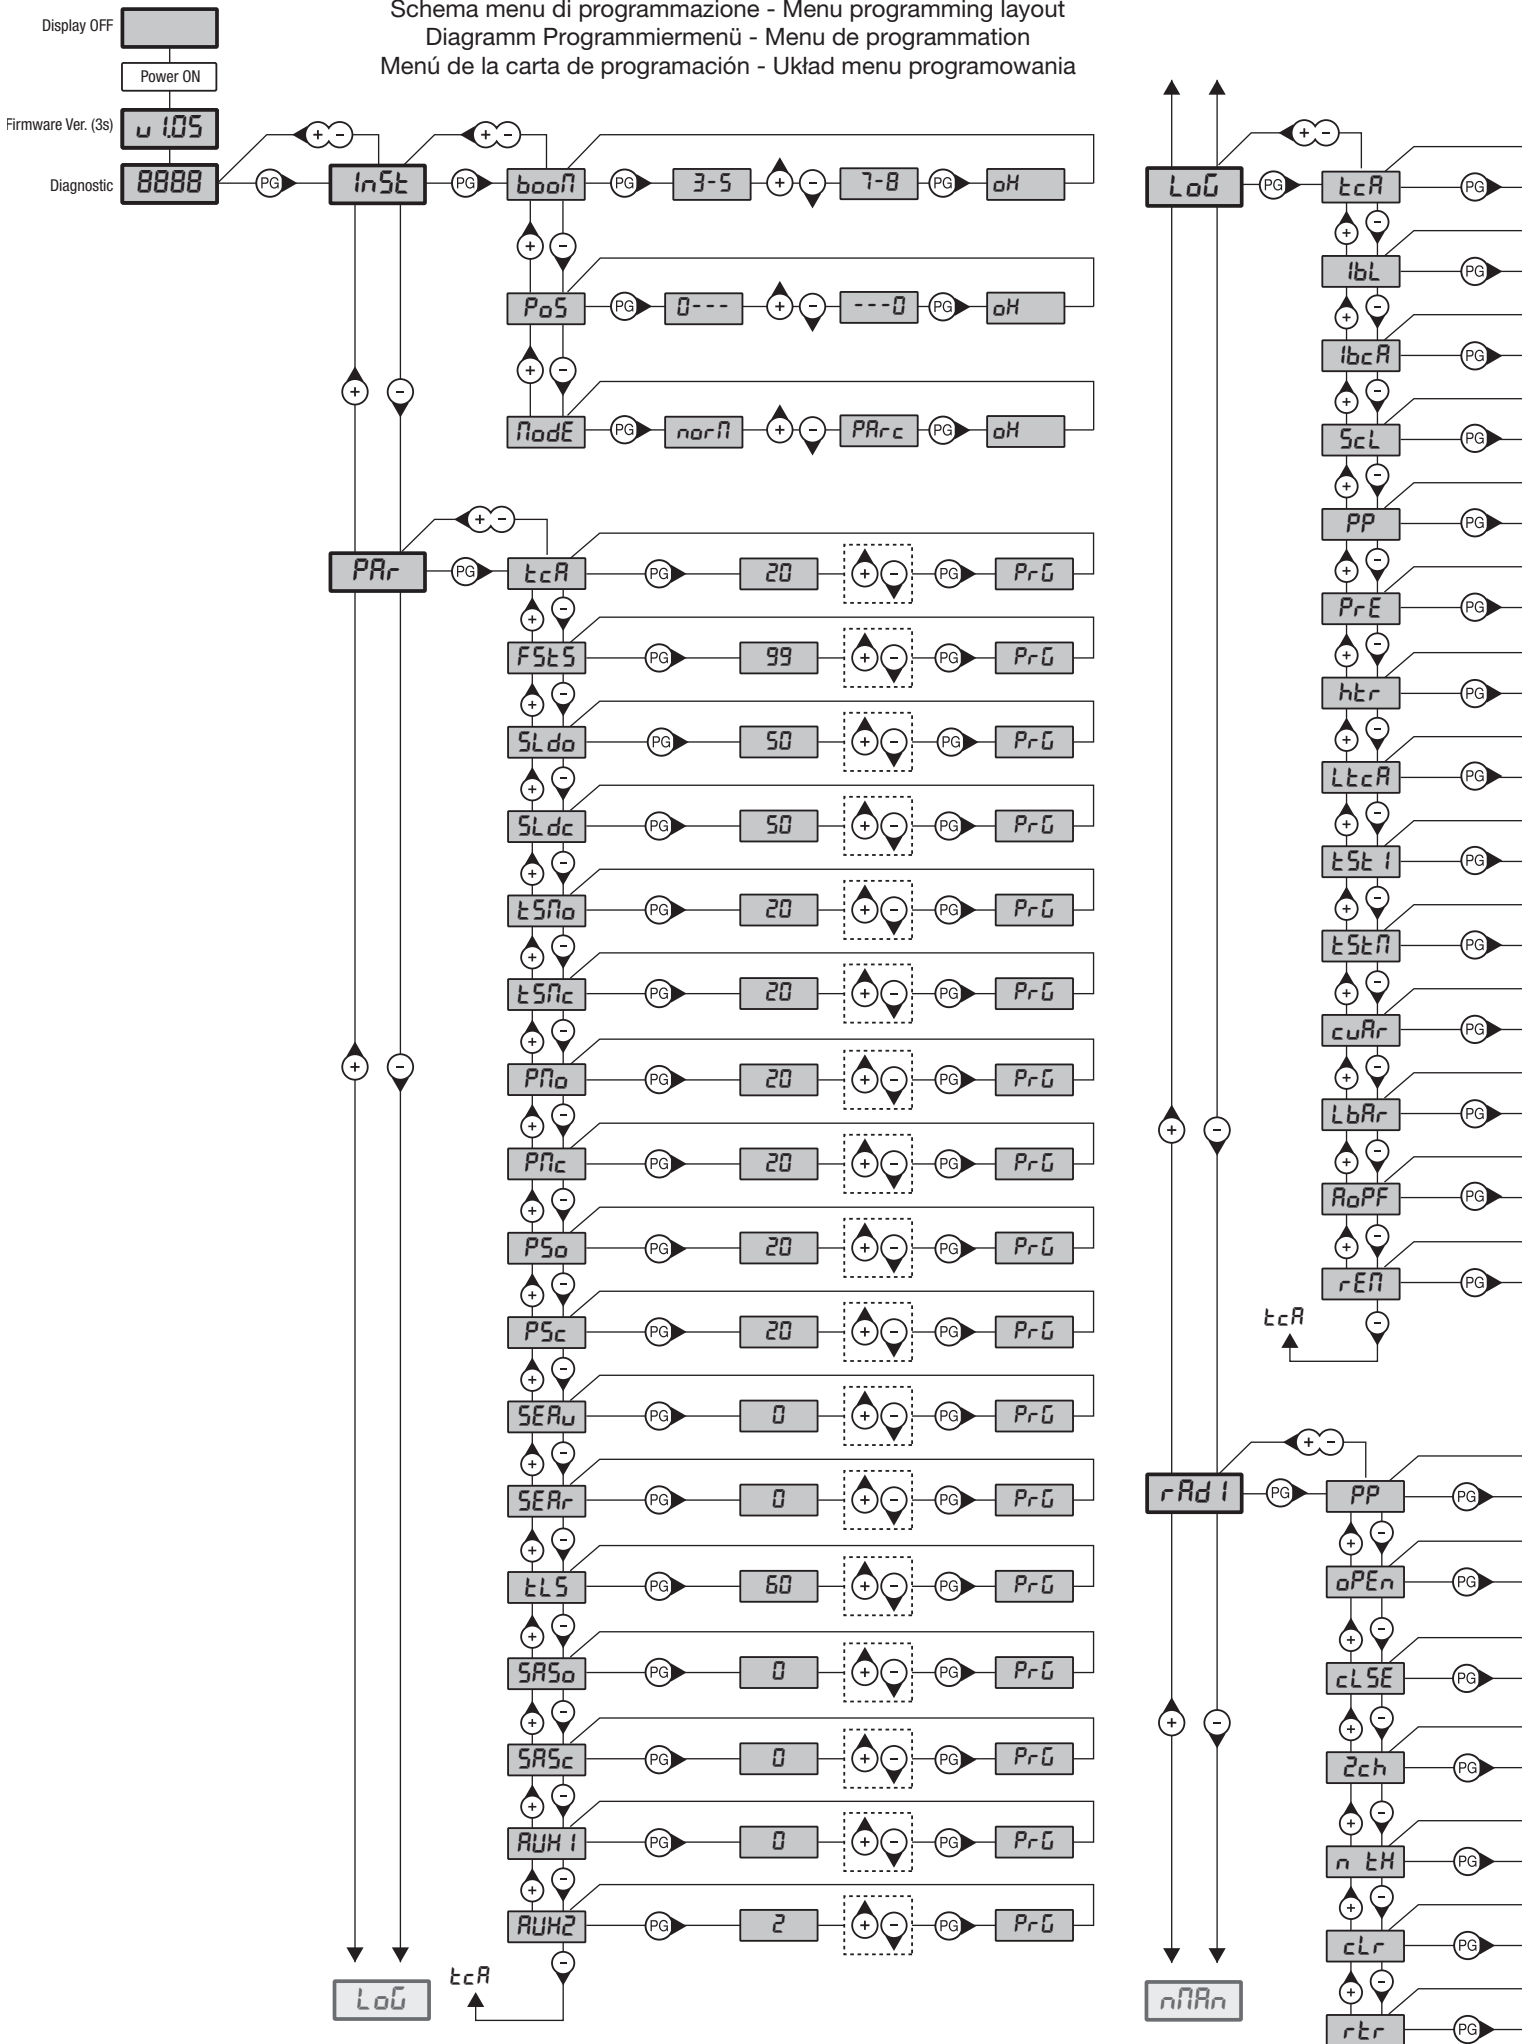 Schema menu di programmazione - Menu programming layout
Diagramm Programmiermenü - Menu de programmation
Menú de la carta de programación - Układ menu programowania
Display OFF
Power ON
Firmware Ver. (3s)
v 1.05
Diagnostic
8888
PG
+ -
InSt
PG
+ -
booM
PG
3-5
+ -
7-8
PG
oK
+ -
PoS
PG
0---
+ -
---0
PG
oK
+ -
ModE
PG
norM
+ -
PArc
PG
oK
+ -
PAr
PG
+ -
tcA
PG
20
+ -
PG
PrG
+ -
FStS
PG
99
+ -
PG
PrG
+ -
SLdo
PG
50
+ -
PG
PrG
+ -
SLdc
PG
50
+ -
PG
PrG
+ -
tSMo
PG
20
+ -
PG
PrG
+ -
tSMc
PG
20
+ -
PG
PrG
+ -
PMo
PG
20
+ -
PG
PrG
+ -
PMc
PG
20
+ -
PG
PrG
+ -
PSo
PG
20
+ -
PG
PrG
+ -
PSc
PG
20
+ -
PG
PrG
+ -
SEAv
PG
0
+ -
PG
PrG
+ -
SEAr
PG
0
+ -
PG
PrG
+ -
tLS
PG
60
+ -
PG
PrG
+ -
SASo
PG
0
+ -
PG
PrG
+ -
SASc
PG
0
+ -
PG
PrG
+ -
AUX1
PG
0
+ -
PG
PrG
+ -
AUX2
PG
2
+ -
PG
PrG
-
tcA
+ -
LoG
LoG
PG
+ -
tcA
PG
+ -
IbL
PG
+ -
IbcA
PG
+ -
ScL
PG
+ -
PP
PG
+ -
PrE
PG
+ -
htr
PG
+ -
LtcA
PG
+ -
tSt1
PG
+ -
tStM
PG
+ -
cvAr
PG
+ -
LbAr
PG
+ -
AoPF
PG
+ -
rEM
PG
-
tcA
+ -
rAd1
PG
+ -
PP
PG
+ -
oPEn
PG
+ -
cLSE
PG
+ -
2ch
PG
+ -
n tX
PG
+ -
cLr
PG
+ -
rtr
PG
+ -
nMAn